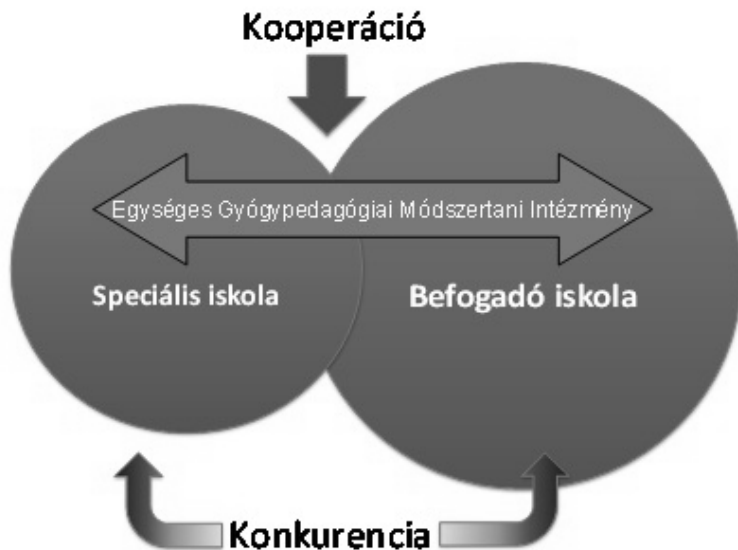 Kooperáció
Egységes Gyógypedagógiai Módszertani Intézmény
Speciális iskola
Befogadó iskola
Konkurencia